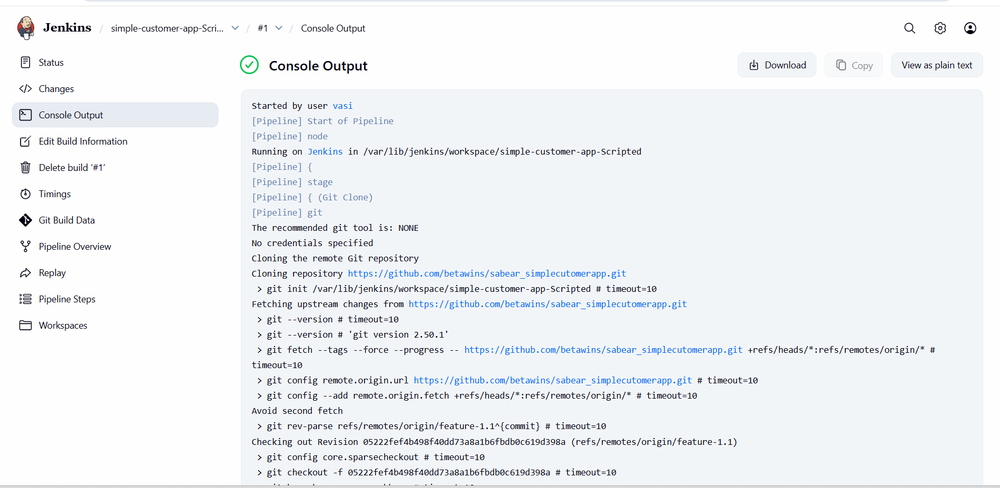 Jenkins / simple-customer-app-Scri... / #1 / Console Output
Status
Changes
Console Output
Edit Build Information
Delete build ‘#1’
Timings
Git Build Data
Pipeline Overview
Replay
Pipeline Steps
Workspaces
Console Output
Download
Copy
View as plain text
Started by user vasi
[Pipeline] Start of Pipeline
[Pipeline] node
Running on Jenkins in /var/lib/jenkins/workspace/simple-customer-app-Scripted
[Pipeline] {
[Pipeline] stage
[Pipeline] { (Git Clone)
[Pipeline] git
The recommended git tool is: NONE
No credentials specified
Cloning the remote Git repository
Cloning repository https://github.com/betawins/sabear_simplecutomerapp.git
> git init /var/lib/jenkins/workspace/simple-customer-app-Scripted # timeout=10
Fetching upstream changes from https://github.com/betawins/sabear_simplecutomerapp.git
> git --version # timeout=10
> git --version # 'git version 2.50.1'
> git fetch --tags --force --progress -- https://github.com/betawins/sabear_simplecutomerapp.git +refs/heads/*:refs/remotes/origin/* #
timeout=10
> git config remote.origin.url https://github.com/betawins/sabear_simplecutomerapp.git # timeout=10
> git config --add remote.origin.fetch +refs/heads/*:refs/remotes/origin/* # timeout=10
Avoid second fetch
> git rev-parse refs/remotes/origin/feature-1.1^{commit} # timeout=10
Checking out Revision 05222fef4b498f40dd73a8a1b6fbdb0c619d398a (refs/remotes/origin/feature-1.1)
> git config core.sparsecheckout # timeout=10
> git checkout -f 05222fef4b498f40dd73a8a1b6fbdb0c619d398a # timeout=10